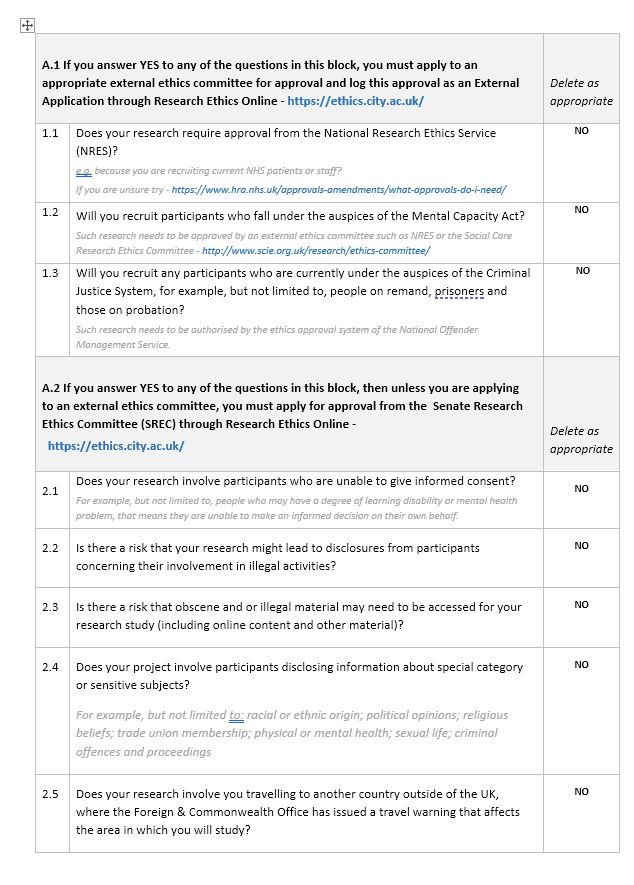 A.1 If you answer YES to any of the questions in this block, you must apply to an
appropriate external ethics committee for approval and log this approval as an External
Application through Research Ethics Online - https://ethics.city.ac.uk/
Delete as
appropriate
1.1 Does your research require approval from the National Research Ethics Service
(NRES)?
e.g. because you are recruiting current NHS patients or staff?
If you are unsure try - https://www.hra.nhs.uk/approvals-amendments/what-approvals-do-i-need/
NO
1.2 Will you recruit participants who fall under the auspices of the Mental Capacity Act?
Such research needs to be approved by an external ethics committee such as NRES or the Social Care
Research Ethics Committee - http://www.scie.org.uk/research/ethics-committee/
NO
1.3 Will you recruit any participants who are currently under the auspices of the Criminal
Justice System, for example, but not limited to, people on remand, prisoners and
those on probation?
Such research needs to be authorised by the ethics approval system of the National Offender
Management Service.
NO
A.2 If you answer YES to any of the questions in this block, then unless you are applying
to an external ethics committee, you must apply for approval from the Senate Research
Ethics Committee (SREC) through Research Ethics Online -
https://ethics.city.ac.uk/
Delete as
appropriate
2.1 Does your research involve participants who are unable to give informed consent?
For example, but not limited to, people who may have a degree of learning disability or mental health
problem, that means they are unable to make an informed decision on their own behalf.
NO
2.2 Is there a risk that your research might lead to disclosures from participants
concerning their involvement in illegal activities?
NO
2.3 Is there a risk that obscene and or illegal material may need to be accessed for your
research study (including online content and other material)?
NO
2.4 Does your project involve participants disclosing information about special category
or sensitive subjects?
For example, but not limited to: racial or ethnic origin; political opinions; religious
beliefs; trade union membership; physical or mental health; sexual life; criminal
offences and proceedings
NO
2.5 Does your research involve you travelling to another country outside of the UK,
where the Foreign & Commonwealth Office has issued a travel warning that affects
the area in which you will study?
NO